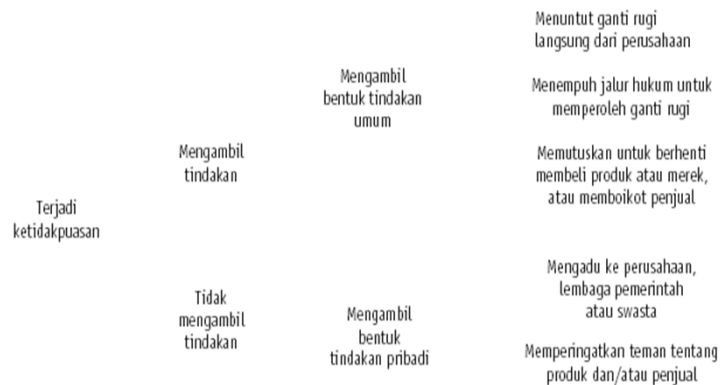 Terjadi
ketidakpuasan
Mengambil
tindakan
Tidak
mengambil
tindakan
Mengambil
bentuk tindakan
umum
Mengambil
bentuk
tindakan pribadi
Menuntut ganti rugi
langsung dari perusahaan
Menempuh jalur hukum untuk
memperoleh ganti rugi
Memutuskan untuk berhenti
membeli produk atau merek,
atau memboikot penjual
Mengadu ke perusahaan,
lembaga pemerintah
atau swasta
Memperingatkan teman tentang
produk dan/atau penjual